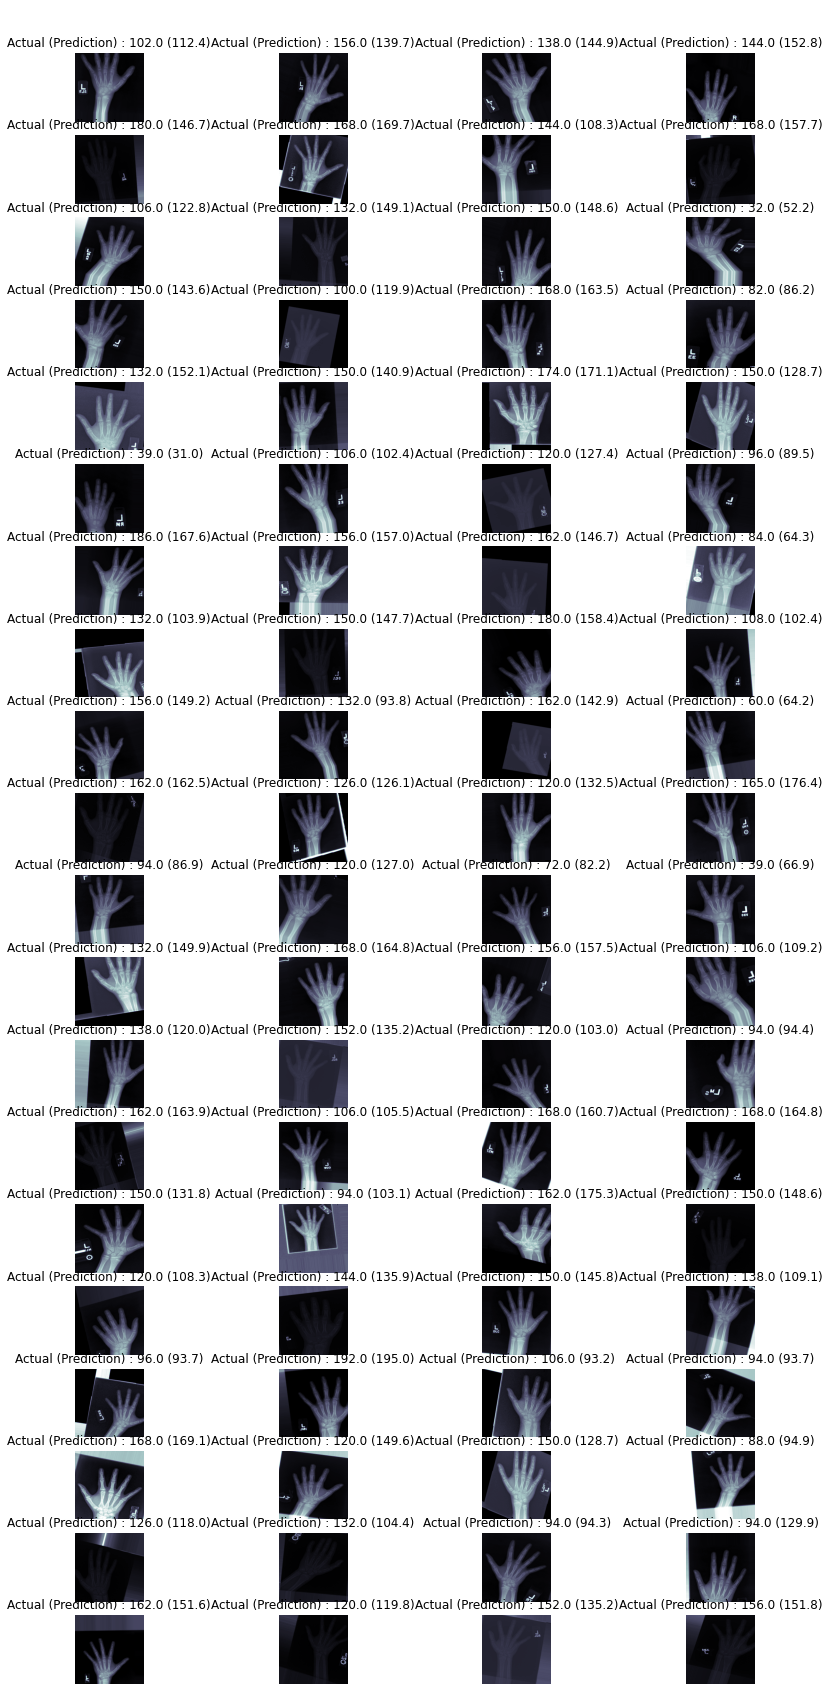 Actual (Prediction) : 102.0 (112.4) Actual (Prediction) : 156.0 (139.7) Actual (Prediction) : 138.0 (144.9) Actual (Prediction) : 144.0 (152.8)
Actual (Prediction) : 180.0 (146.7) Actual (Prediction) : 168.0 (169.7) Actual (Prediction) : 144.0 (108.3) Actual (Prediction) : 168.0 (157.7)
Actual (Prediction) : 106.0 (122.8) Actual (Prediction) : 132.0 (149.1) Actual (Prediction) : 150.0 (148.6) Actual (Prediction) : 32.0 (52.2)
Actual (Prediction) : 150.0 (143.6) Actual (Prediction) : 100.0 (119.9) Actual (Prediction) : 168.0 (163.5) Actual (Prediction) : 82.0 (86.2)
Actual (Prediction) : 132.0 (152.1) Actual (Prediction) : 150.0 (140.9) Actual (Prediction) : 174.0 (171.1) Actual (Prediction) : 150.0 (128.7)
Actual (Prediction) : 39.0 (31.0) Actual (Prediction) : 106.0 (102.4) Actual (Prediction) : 120.0 (127.4) Actual (Prediction) : 96.0 (89.5)
Actual (Prediction) : 186.0 (167.6) Actual (Prediction) : 156.0 (157.0) Actual (Prediction) : 162.0 (146.7) Actual (Prediction) : 84.0 (64.3)
Actual (Prediction) : 132.0 (103.9) Actual (Prediction) : 150.0 (147.7) Actual (Prediction) : 180.0 (158.4) Actual (Prediction) : 108.0 (102.4)
Actual (Prediction) : 156.0 (149.2) Actual (Prediction) : 132.0 (93.8) Actual (Prediction) : 162.0 (142.9) Actual (Prediction) : 60.0 (64.2)
Actual (Prediction) : 162.0 (162.5) Actual (Prediction) : 126.0 (126.1) Actual (Prediction) : 120.0 (132.5) Actual (Prediction) : 165.0 (176.4)
Actual (Prediction) : 94.0 (86.9) Actual (Prediction) : 120.0 (127.0) Actual (Prediction) : 72.0 (82.2) Actual (Prediction) : 39.0 (66.9)
Actual (Prediction) : 132.0 (149.9) Actual (Prediction) : 168.0 (164.8) Actual (Prediction) : 156.0 (157.5) Actual (Prediction) : 106.0 (109.2)
Actual (Prediction) : 138.0 (120.0) Actual (Prediction) : 152.0 (135.2) Actual (Prediction) : 120.0 (103.0) Actual (Prediction) : 94.0 (94.4)
Actual (Prediction) : 162.0 (163.9) Actual (Prediction) : 106.0 (105.5) Actual (Prediction) : 168.0 (160.7) Actual (Prediction) : 168.0 (164.8)
Actual (Prediction) : 150.0 (131.8) Actual (Prediction) : 94.0 (103.1) Actual (Prediction) : 162.0 (175.3) Actual (Prediction) : 150.0 (148.6)
Actual (Prediction) : 120.0 (108.3) Actual (Prediction) : 144.0 (135.9) Actual (Prediction) : 150.0 (145.8) Actual (Prediction) : 138.0 (109.1)
Actual (Prediction) : 96.0 (93.7) Actual (Prediction) : 192.0 (195.0) Actual (Prediction) : 106.0 (93.2) Actual (Prediction) : 94.0 (93.7)
Actual (Prediction) : 168.0 (169.1) Actual (Prediction) : 120.0 (149.6) Actual (Prediction) : 150.0 (128.7) Actual (Prediction) : 88.0 (94.9)
Actual (Prediction) : 126.0 (118.0) Actual (Prediction) : 132.0 (104.4) Actual (Prediction) : 94.0 (94.3) Actual (Prediction) : 94.0 (129.9)
Actual (Prediction) : 162.0 (151.6) Actual (Prediction) : 120.0 (119.8) Actual (Prediction) : 152.0 (135.2) Actual (Prediction) : 156.0 (151.8)